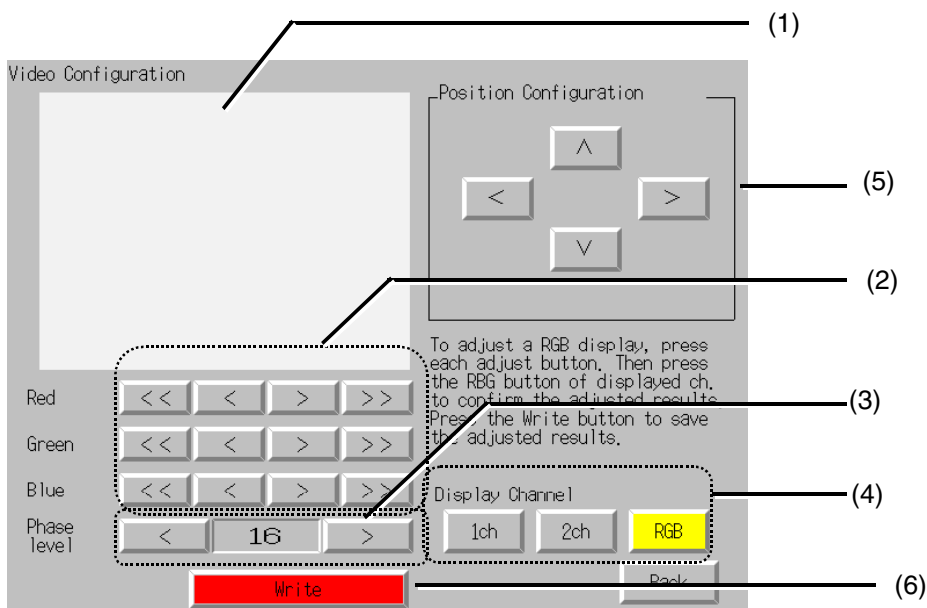 (1)
Video Configuration
Position Configuration
^
< >
(5)
v
(2)
To adjust a RGB display, press
each adjust button. Then press
the RBG button of displayed ch.
to confirm the adjusted results.
Press the Write button to save
the adjusted results.
Red << < > >>
(3)
Green << < > >>
Blue << < > >>
Display Channel
(4)
Phase
level < 16 >
1ch 2ch RGB
Write
Back
(6)